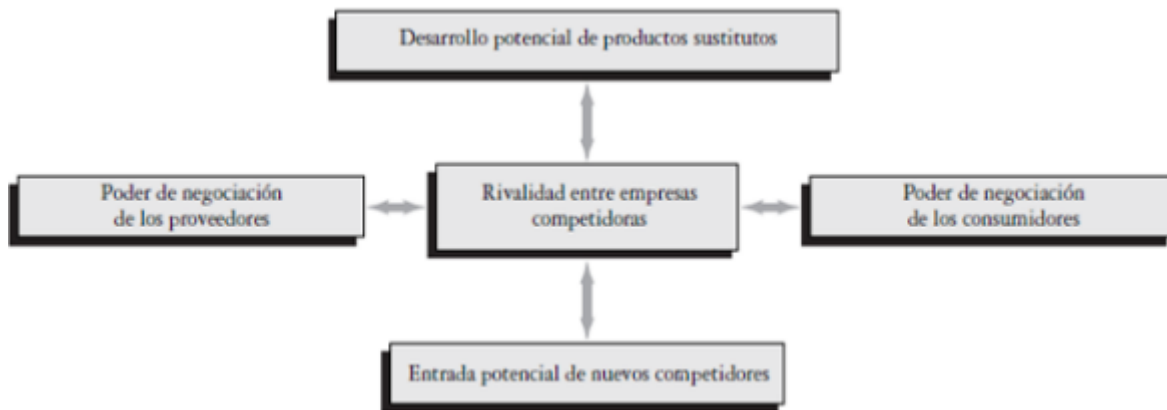 Desarrollo potencial de productos sustitutos
Poder de negociación
de los proveedores
Rivalidad entre empresas
competidoras
Poder de negociación
de los consumidores
Entrada potencial de nuevos competidores